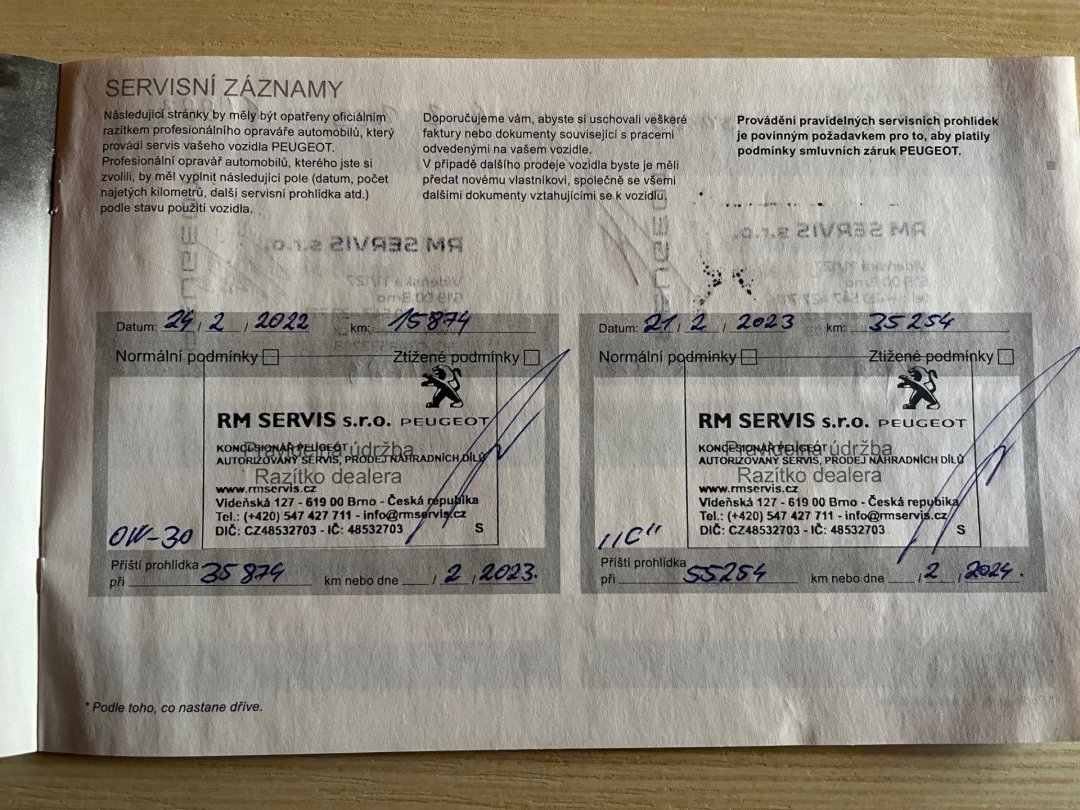 SERVISNÍ ZÁZNAMY
Následující stránky by měly být opatřeny oficiálním
razítkem profesionálního opraváře automobilů, který
provádí servis vašeho vozidla PEUGEOT.
Profesionální opravář automobilů, kterého jste si
zvolili, by měl vyplnit následující pole (datum, počet
najetých kilometrů, další servisní prohlídka atd.)
podle stavu použití vozidla.
Doporučujeme vám, abyste si uschovali veškeré
faktury nebo dokumenty související s pracemi
odvedenými na vašem vozidle.
V případě dalšího prodeje vozidla byste je měli
předat novému vlastníkovi, společně se všemi
dalšími dokumenty vztahujícími se k vozidlu.
Provádění pravidelných servisních prohlídek
je povinným požadavkem pro to, aby platily
podmínky smluvních záruk PEUGEOT.
Datum: 24 / 2 / 2022 km: 15874
Normální podmínky Ztížené podmínky
RM SERVIS s.r.o. PEUGEOT
KONCESIONÁŘ PEUGEOT
Pravidelná údržba
AUTORIZOVANÝ SERVIS, PRODEJ NÁHRADNÍCH DÍLŮ
Razítko dealera
www.rmservis.cz
Vídeňská 127 - 619 00 Brno - Česká repubika
Tel.: (+420) 547 427 711 - info@rmservis.cz
DIČ: CZ48532703 - IČ: 48532703 S
0W-30
Příští prohlídka
při 35874 km nebo dne / 2 / 2023.
Datum: 21 / 2 / 2023 km: 35254
Normální podmínky Ztížené podmínky
RM SERVIS s.r.o. PEUGEOT
KONCESIONÁŘ PEUGEOT
Pravidelná údržba
AUTORIZOVANÝ SERVIS, PRODEJ NÁHRADNÍCH DÍLŮ
Razítko dealera
www.rmservis.cz
Vídeňská 127 - 619 00 Brno - Česká repubika
Tel.: (+420) 547 427 711 - info@rmservis.cz
DIČ: CZ48532703 - IČ: 48532703 S
,,C"
Příští prohlídka
při 55254 km nebo dne / 2 / 2024.
* Podle toho, co nastane dříve.